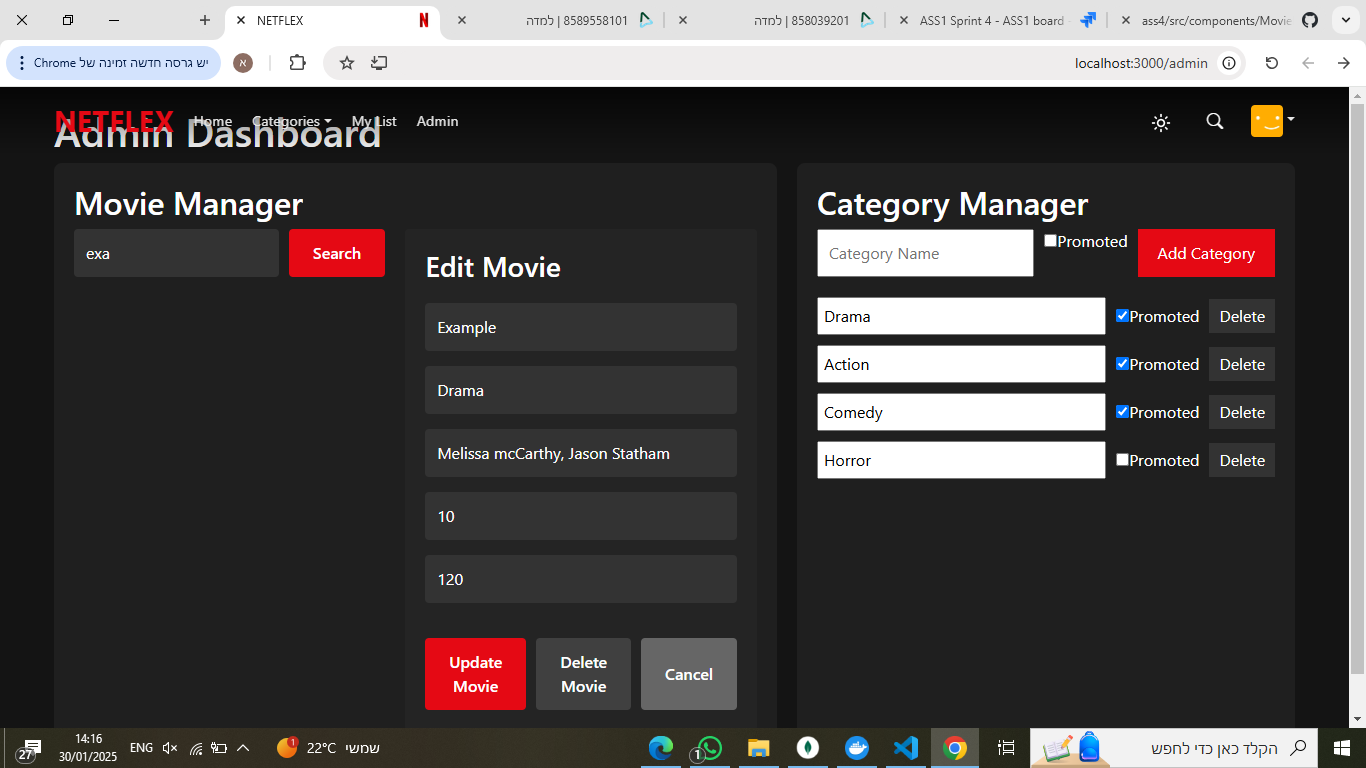 NETFLEX
8589558101 | למדה
858039201 | למדה
ASS1 Sprint 4 - ASS1 board
ass4/src/components/Movie
יש גרסה חדשה זמינה של Chrome
א
localhost:3000/admin
NETFLEX
Home
Categories
My List
Admin
Admin Dashboard
Movie Manager
exa
Search
Edit Movie
Example
Drama
Melissa mcCarthy, Jason Statham
10
120
Update Movie
Delete Movie
Cancel
Category Manager
Category Name
Promoted
Add Category
Drama
Promoted
Delete
Action
Promoted
Delete
Comedy
Promoted
Delete
Horror
Promoted
Delete
27
14:16
30/01/2025
ENG
1
22°C שמשי
1
הקלד כאן כדי לחפש